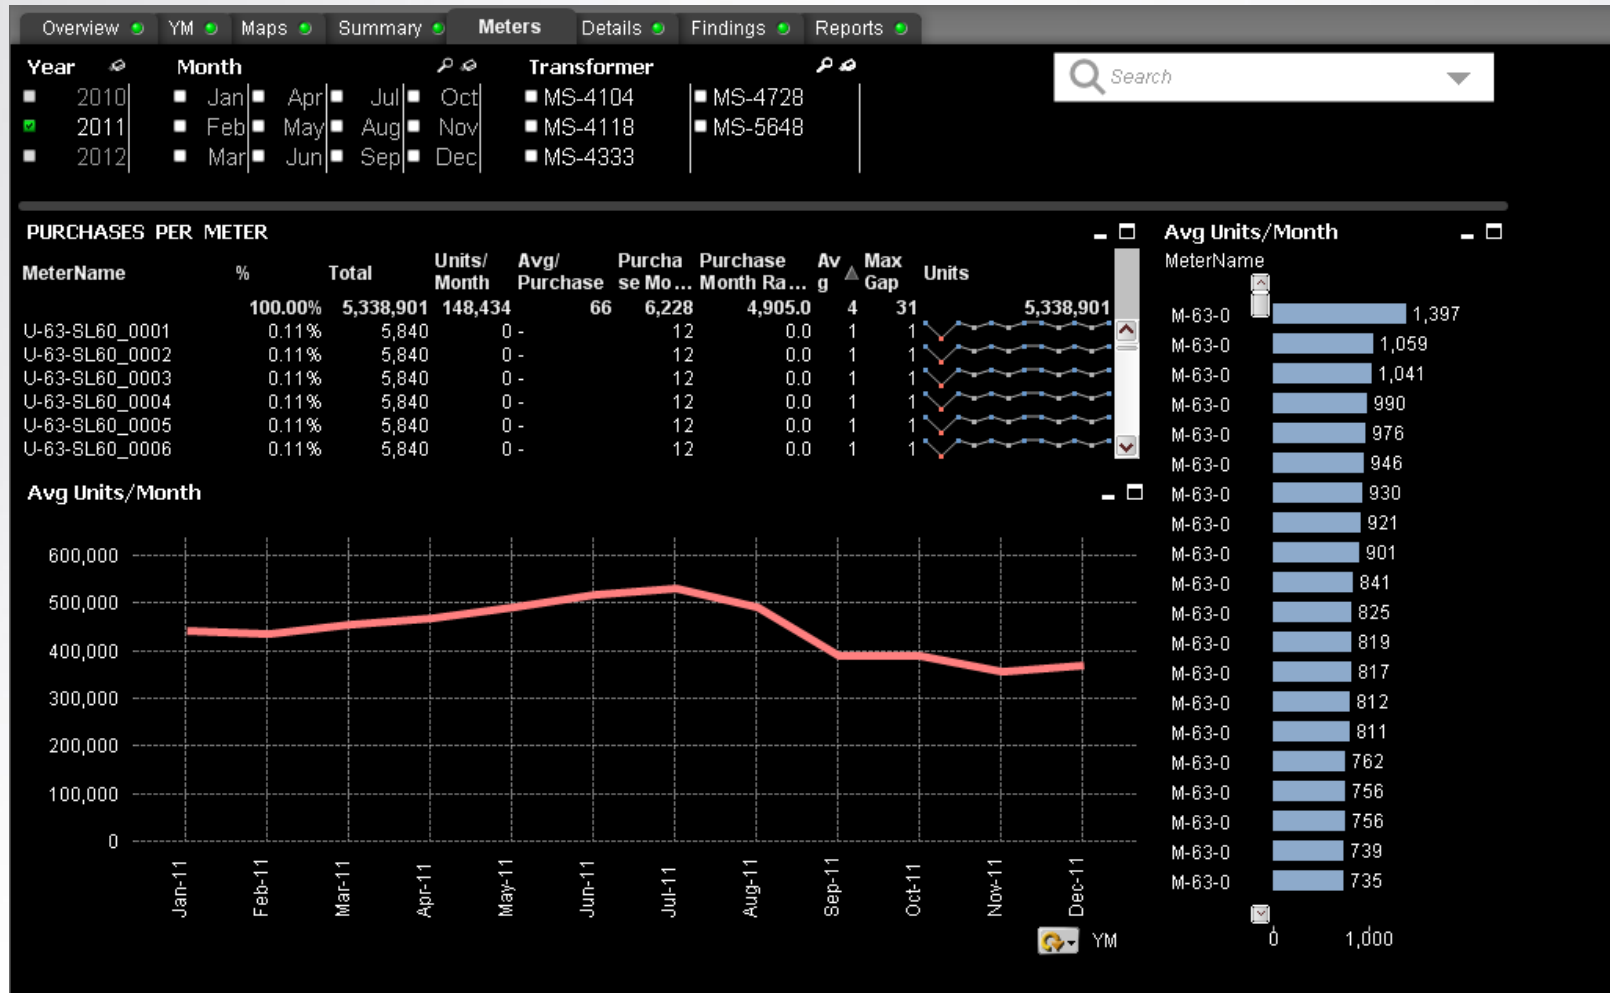 Overview YM Maps Summary Meters Details Findings Reports
Year Month Transformer
Search
2010 Jan Apr Jul Oct MS-4104 MS-4728
2011 Feb May Aug Nov MS-4118 MS-5648
2012 Mar Jun Sep Dec MS-4333
PURCHASES PER METER
MeterName % Total Units/ Month Avg/ Purchase Purcha se Mo... Purchase Month Ra... Av g Max Gap Units
100.00% 5,338,901 148,434 66 6,228 4,905.0 4 31 5,338,901
U-63-SL60_0001 0.11% 5,840 0 - 12 0.0 1 1
U-63-SL60_0002 0.11% 5,840 0 - 12 0.0 1 1
U-63-SL60_0003 0.11% 5,840 0 - 12 0.0 1 1
U-63-SL60_0004 0.11% 5,840 0 - 12 0.0 1 1
U-63-SL60_0005 0.11% 5,840 0 - 12 0.0 1 1
U-63-SL60_0006 0.11% 5,840 0 - 12 0.0 1 1
Avg Units/Month
600,000
500,000
400,000
300,000
200,000
100,000
0
Jan-11 Feb-11 Mar-11 Apr-11 May-11 Jun-11 Jul-11 Aug-11 Sep-11 Oct-11 Nov-11 Dec-11
YM
Avg Units/Month
MeterName
M-63-0 1,397
M-63-0 1,059
M-63-0 1,041
M-63-0 990
M-63-0 976
M-63-0 946
M-63-0 930
M-63-0 921
M-63-0 901
M-63-0 841
M-63-0 825
M-63-0 819
M-63-0 817
M-63-0 812
M-63-0 811
M-63-0 762
M-63-0 756
M-63-0 756
M-63-0 739
M-63-0 735
0 1,000